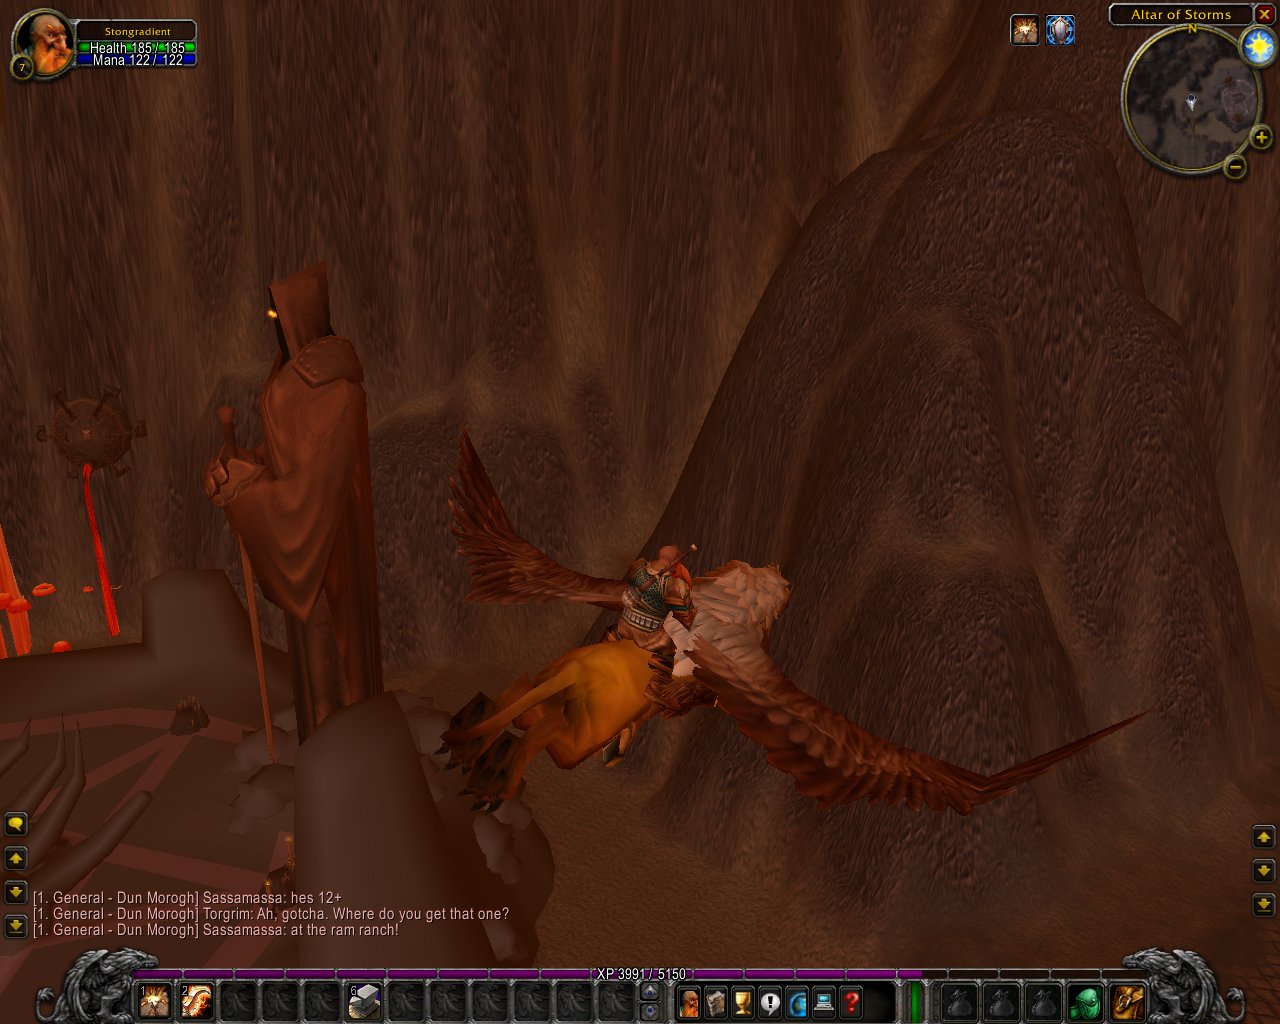 Stongradient
Health 185 / 185
Mana 122 / 122
7
Altar of Storms
N
[1. General - Dun Morogh] Sassamassa: hes 12+
[1. General - Dun Morogh] Torgrim: Ah, gotcha. Where do you get that one?
[1. General - Dun Morogh] Sassamassa: at the ram ranch!
XP 3991 / 5150
1 2 6